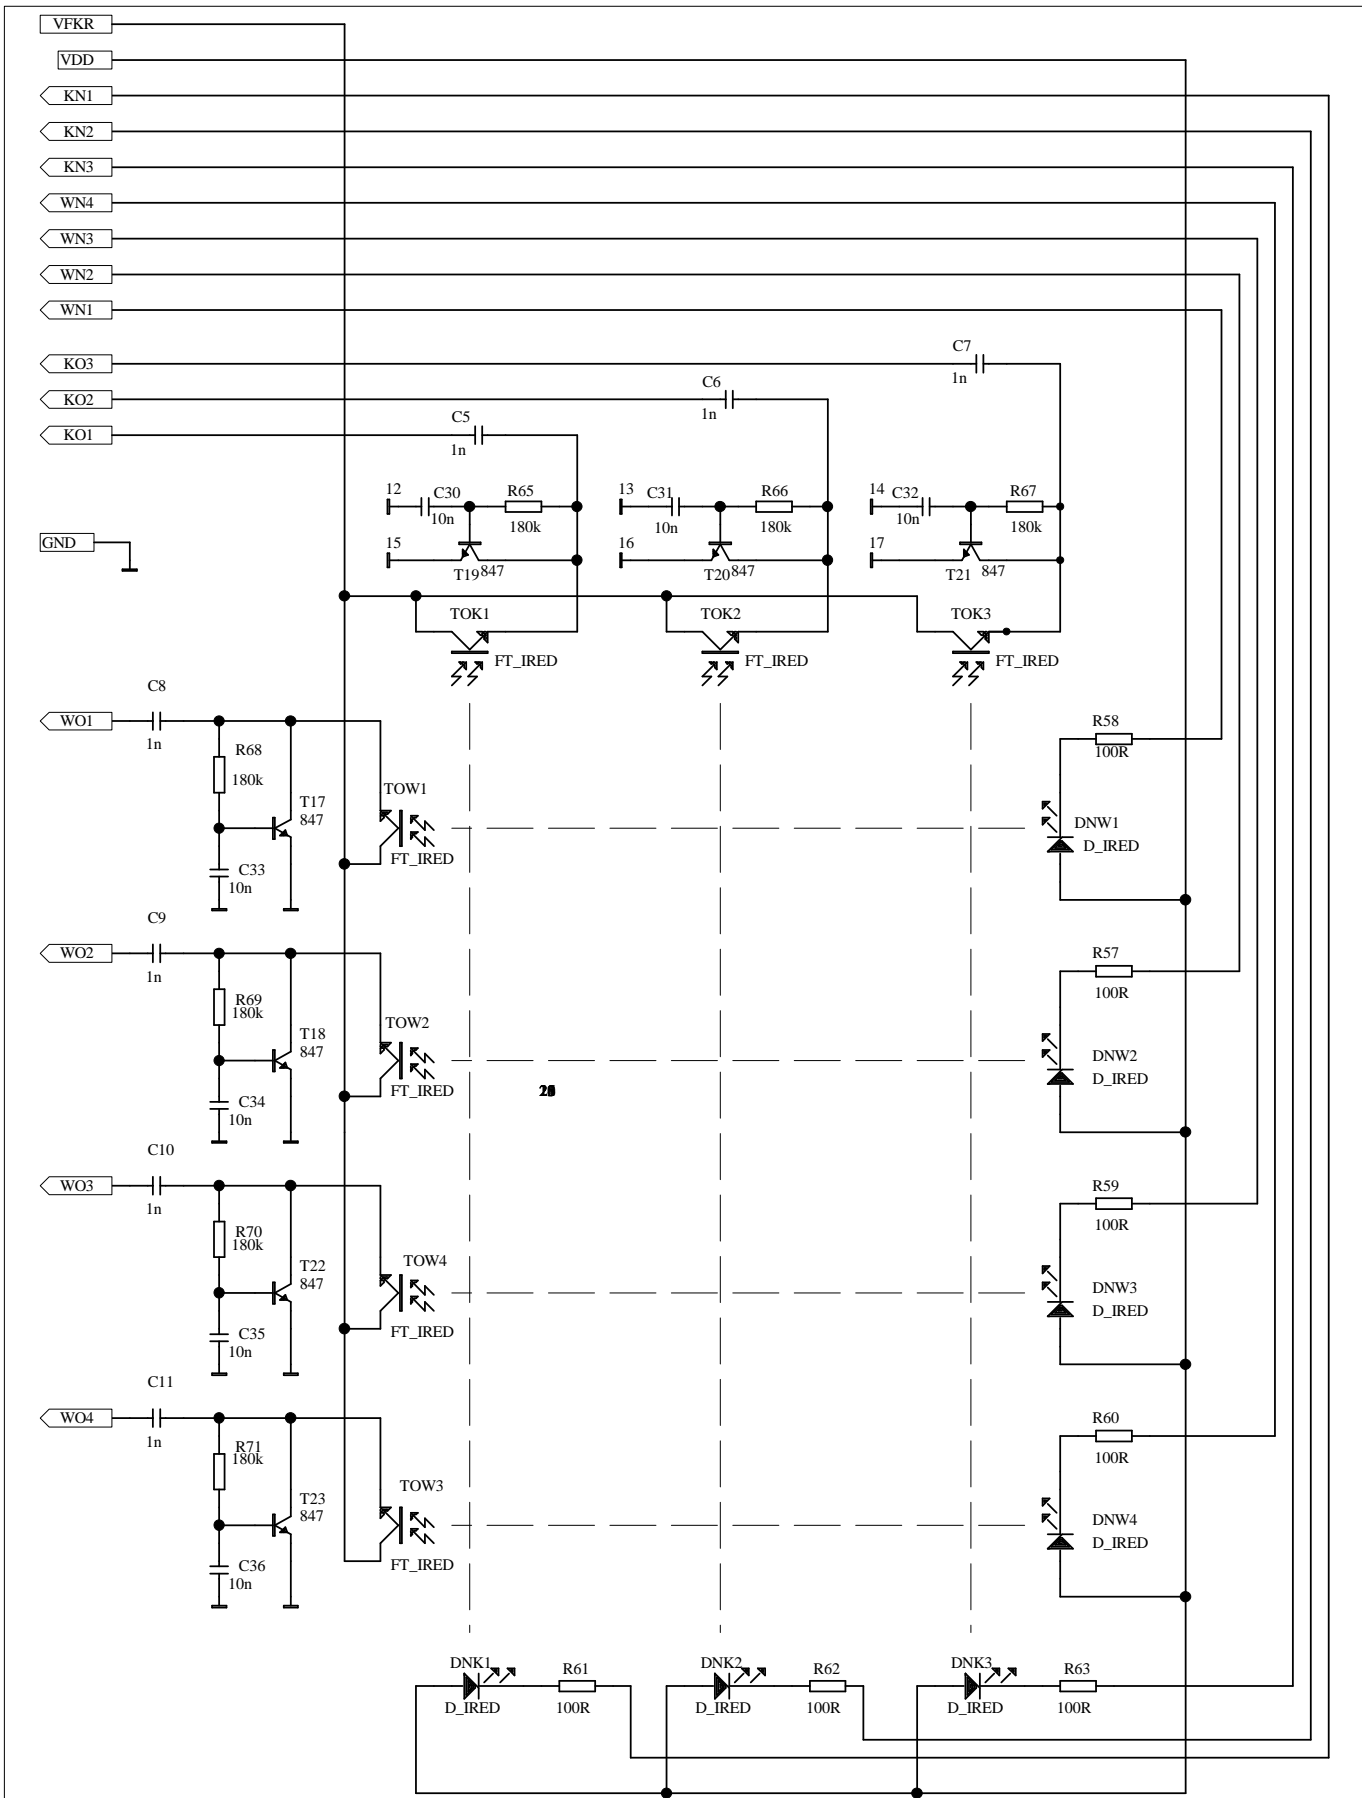 VFKR
VDD
KN1
KN2
KN3
WN4
WN3
WN2
WN1
KO3
C7
1n
KO2
C6
1n
KO1
C5
1n
12
C30
10n
R65
180k
13
C31
10n
R66
180k
14
C32
10n
R67
180k
GND
15
T19
847
16
T20
847
17
T21
847
TOK1
FT_IRED
TOK2
FT_IRED
TOK3
FT_IRED
C8
WO1
1n
R68
180k
T17
847
TOW1
FT_IRED
C33
10n
R58
100R
DNW1
D_IRED
C9
WO2
1n
R69
180k
T18
847
TOW2
FT_IRED
C34
10n
R57
100R
DNW2
D_IRED
C10
WO3
1n
R70
180k
T22
847
TOW4
FT_IRED
C35
10n
R59
100R
DNW3
D_IRED
C11
WO4
1n
R71
180k
T23
847
TOW3
FT_IRED
C36
10n
R60
100R
DNW4
D_IRED
DNK1
D_IRED
R61
100R
DNK2
D_IRED
R62
100R
DNK3
D_IRED
R63
100R